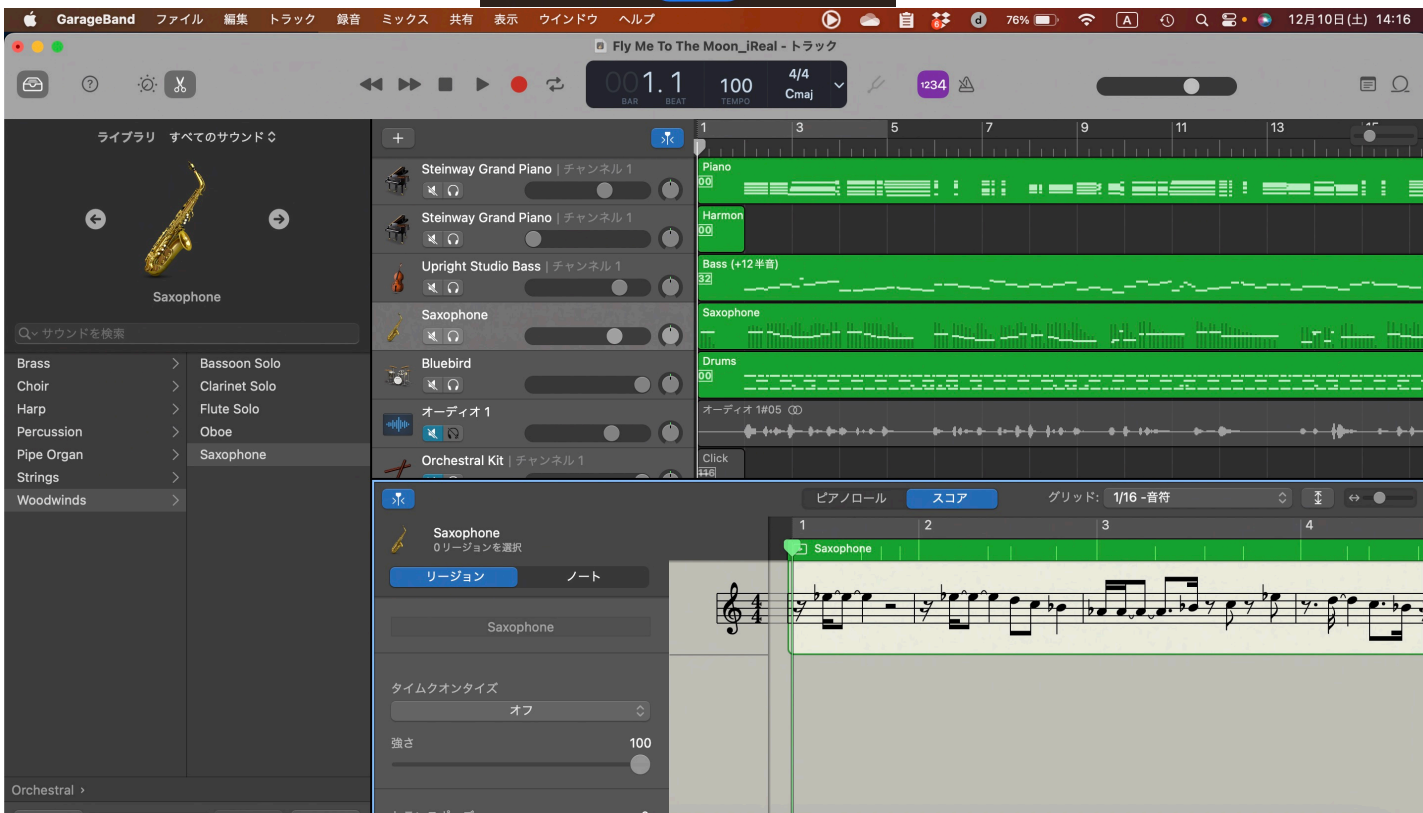 GarageBand ファイル 編集 トラック 録音 ミックス 共有 表示 ウインドウ ヘルプ 76% A 12月10日(土) 14:16
Fly Me To The Moon_iReal - トラック
001.1 100 4/4 Cmaj
BAR BEAT TEMPO
1234
ライブラリ すべてのサウンド
Saxophone
サウンドを検索
Brass
Choir
Harp
Percussion
Pipe Organ
Strings
Woodwinds
Bassoon Solo
Clarinet Solo
Flute Solo
Oboe
Saxophone
Orchestral
1 3 5 7 9 11 13
Steinway Grand Piano | チャンネル 1
Steinway Grand Piano | チャンネル 1
Upright Studio Bass | チャンネル 1
Saxophone
Bluebird
オーディオ 1
Orchestral Kit | チャンネル 1
Piano
00
Harmon
00
Bass (+12半音)
32
Saxophone
Drums
00
オーディオ 1#05
Click
116
ピアノロール スコア グリッド: 1/16 -音符
Saxophone
0 リージョンを選択
リージョン ノート
Saxophone
タイムクオンタイズ
オフ
強さ 100
1 2 3 4
Saxophone
4
4